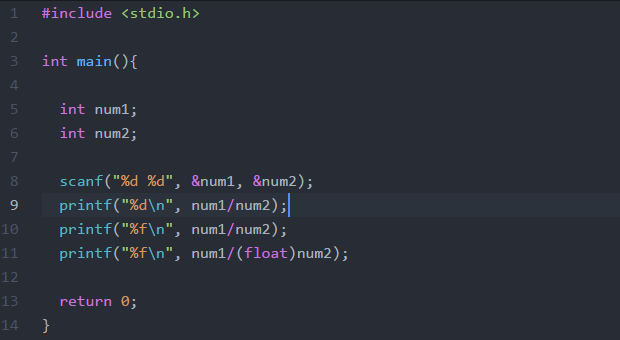 1 #include <stdio.h>
2
3 int main(){
4
5   int num1;
6   int num2;
7
8   scanf("%d %d", &num1, &num2);
9   printf("%d\n", num1/num2);
10   printf("%f\n", num1/num2);
11   printf("%f\n", num1/(float)num2);
12
13   return 0;
14 }